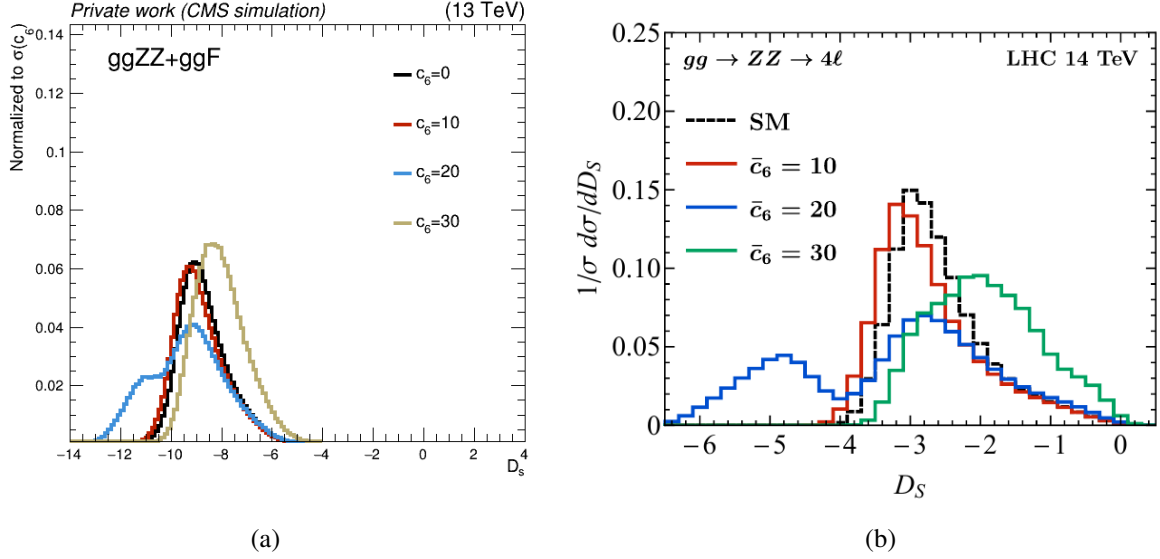 Private work (CMS simulation) (13 TeV)
Normalized to σ(c₆)
0.14
0.12
0.1
0.08
0.06
0.04
0.02
ggZZ+ggF
c₆=0
c₆=10
c₆=20
c₆=30
−14 −12 −10 −8 −6 −4 −2 0 2 4
Dₛ
(a)
1/σ dσ/dD_S
0.25
0.20
0.15
0.10
0.05
0
gg → ZZ → 4ℓ LHC 14 TeV
SM
c̄₆ = 10
c̄₆ = 20
c̄₆ = 30
−6 −5 −4 −3 −2 −1 0
D_S
(b)